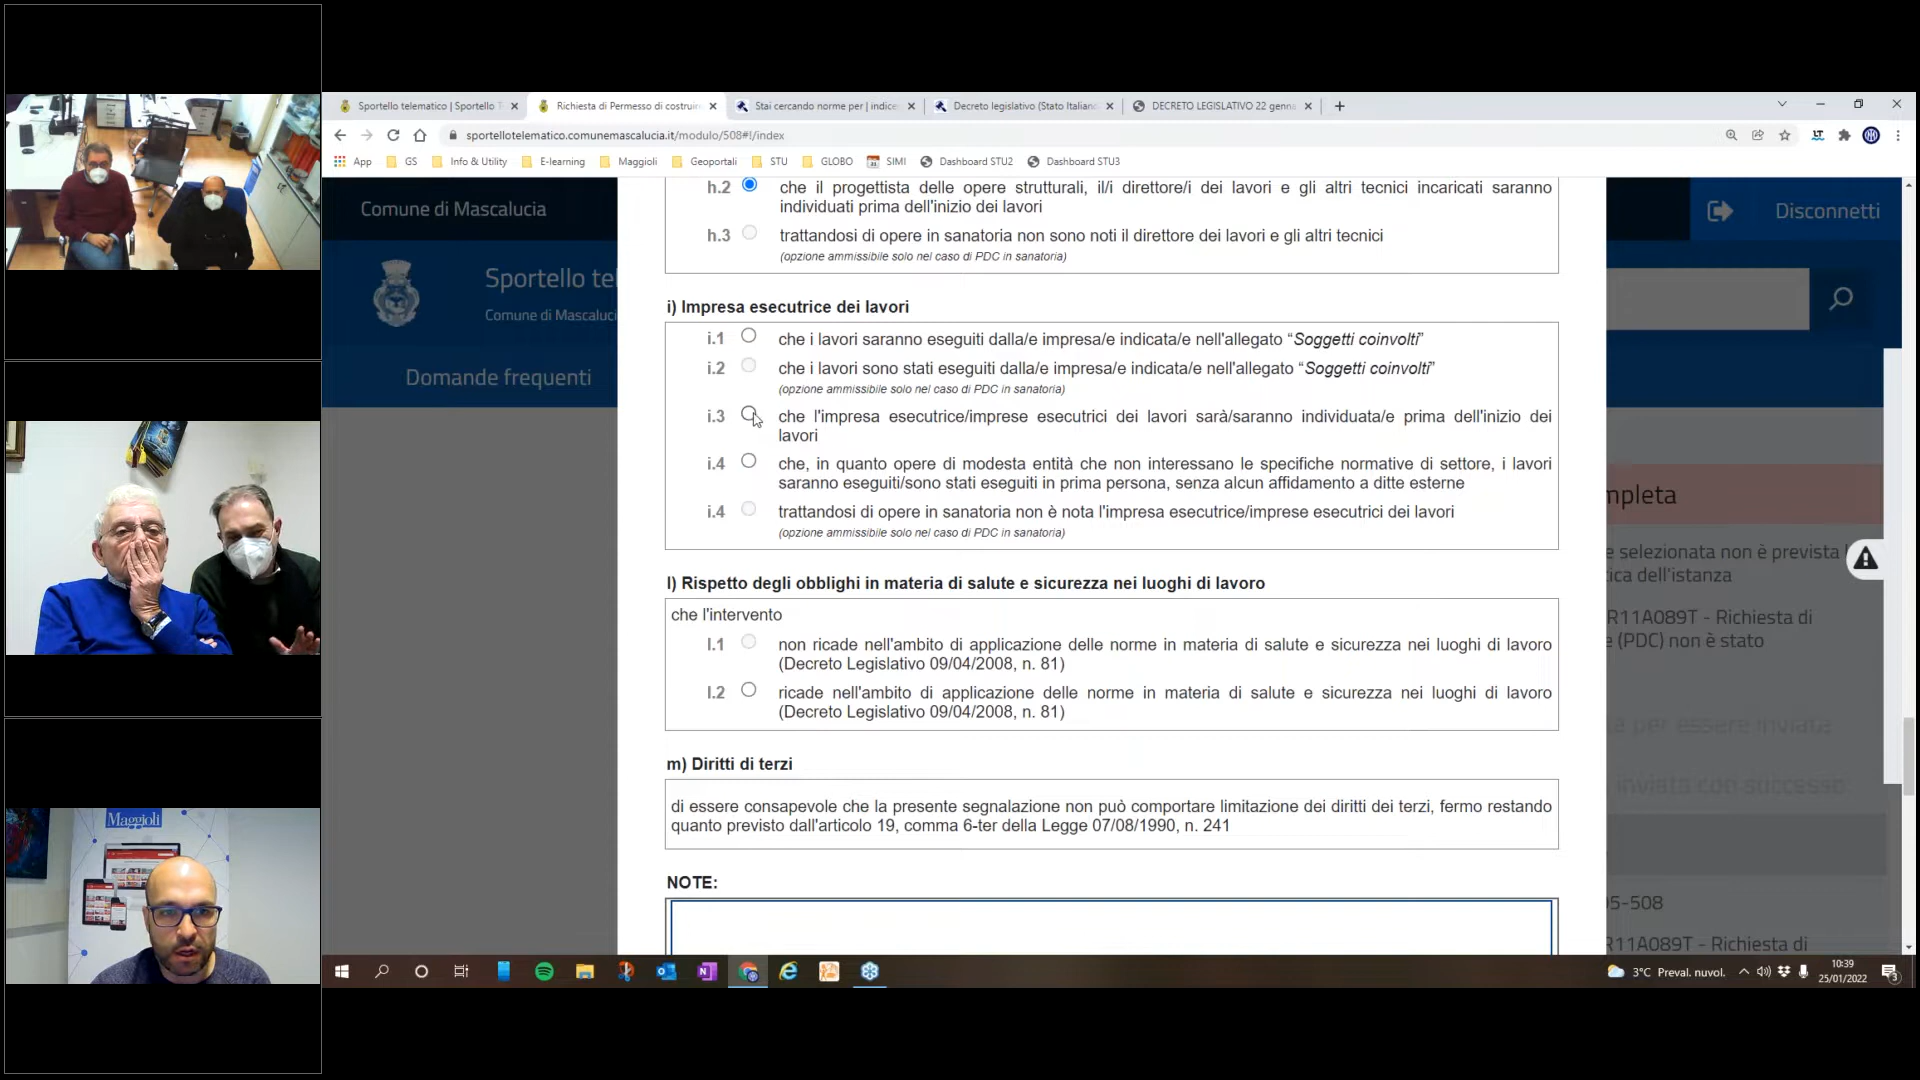 Sportello telematico | Sportello T
Richiesta di Permesso di costruir
Stai cercando norme per | indice
Decreto legislativo (Stato Italiano
DECRETO LEGISLATIVO 22 genna
sportellotelematico.comunemascalucia.it/modulo/508#!/index
App
GS
Info & Utility
E-learning
Maggioli
Geoportali
STU
GLOBO
SIMI
Dashboard STU2
Dashboard STU3
Comune di Mascalucia
Disconnetti
Sportello te
Comune di Mascaluci
Domande frequenti
h.2 che il progettista delle opere strutturali, il/i direttore/i dei lavori e gli altri tecnici incaricati saranno
individuati prima dell'inizio dei lavori
h.3 trattandosi di opere in sanatoria non sono noti il direttore dei lavori e gli altri tecnici
(opzione ammissibile solo nel caso di PDC in sanatoria)
i) Impresa esecutrice dei lavori
i.1 che i lavori saranno eseguiti dalla/e impresa/e indicata/e nell'allegato “Soggetti coinvolti”
i.2 che i lavori sono stati eseguiti dalla/e impresa/e indicata/e nell'allegato “Soggetti coinvolti”
(opzione ammissibile solo nel caso di PDC in sanatoria)
i.3 che l'impresa esecutrice/imprese esecutrici dei lavori sarà/saranno individuata/e prima dell'inizio dei
lavori
i.4 che, in quanto opere di modesta entità che non interessano le specifiche normative di settore, i lavori
saranno eseguiti/sono stati eseguiti in prima persona, senza alcun affidamento a ditte esterne
i.4 trattandosi di opere in sanatoria non è nota l'impresa esecutrice/imprese esecutrici dei lavori
(opzione ammissibile solo nel caso di PDC in sanatoria)
l) Rispetto degli obblighi in materia di salute e sicurezza nei luoghi di lavoro
che l'intervento
l.1 non ricade nell'ambito di applicazione delle norme in materia di salute e sicurezza nei luoghi di lavoro
(Decreto Legislativo 09/04/2008, n. 81)
l.2 ricade nell'ambito di applicazione delle norme in materia di salute e sicurezza nei luoghi di lavoro
(Decreto Legislativo 09/04/2008, n. 81)
m) Diritti di terzi
di essere consapevole che la presente segnalazione non può comportare limitazione dei diritti dei terzi, fermo restando
quanto previsto dall'articolo 19, comma 6-ter della Legge 07/08/1990, n. 241
NOTE:
mpleta
e selezionata non è prevista l
tica dell'istanza
R11A089T - Richiesta di
e (PDC) non è stato
per essere inviata
inviata con successo
05-508
R11A089T - Richiesta di
Maggioli
3°C Preval. nuvol.
10:39
25/01/2022
3